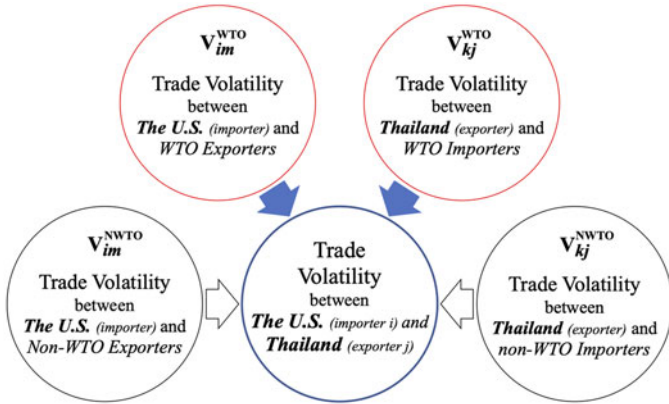 V_im^WTO
Trade Volatility
between
The U.S. (importer) and
WTO Exporters
V_kj^WTO
Trade Volatility
between
Thailand (exporter) and
WTO Importers
V_im^NWTO
Trade Volatility
between
The U.S. (importer) and
Non-WTO Exporters
Trade
Volatility
between
The U.S. (importer i) and
Thailand (exporter j)
V_kj^NWTO
Trade Volatility
between
Thailand (exporter) and
non-WTO Importers